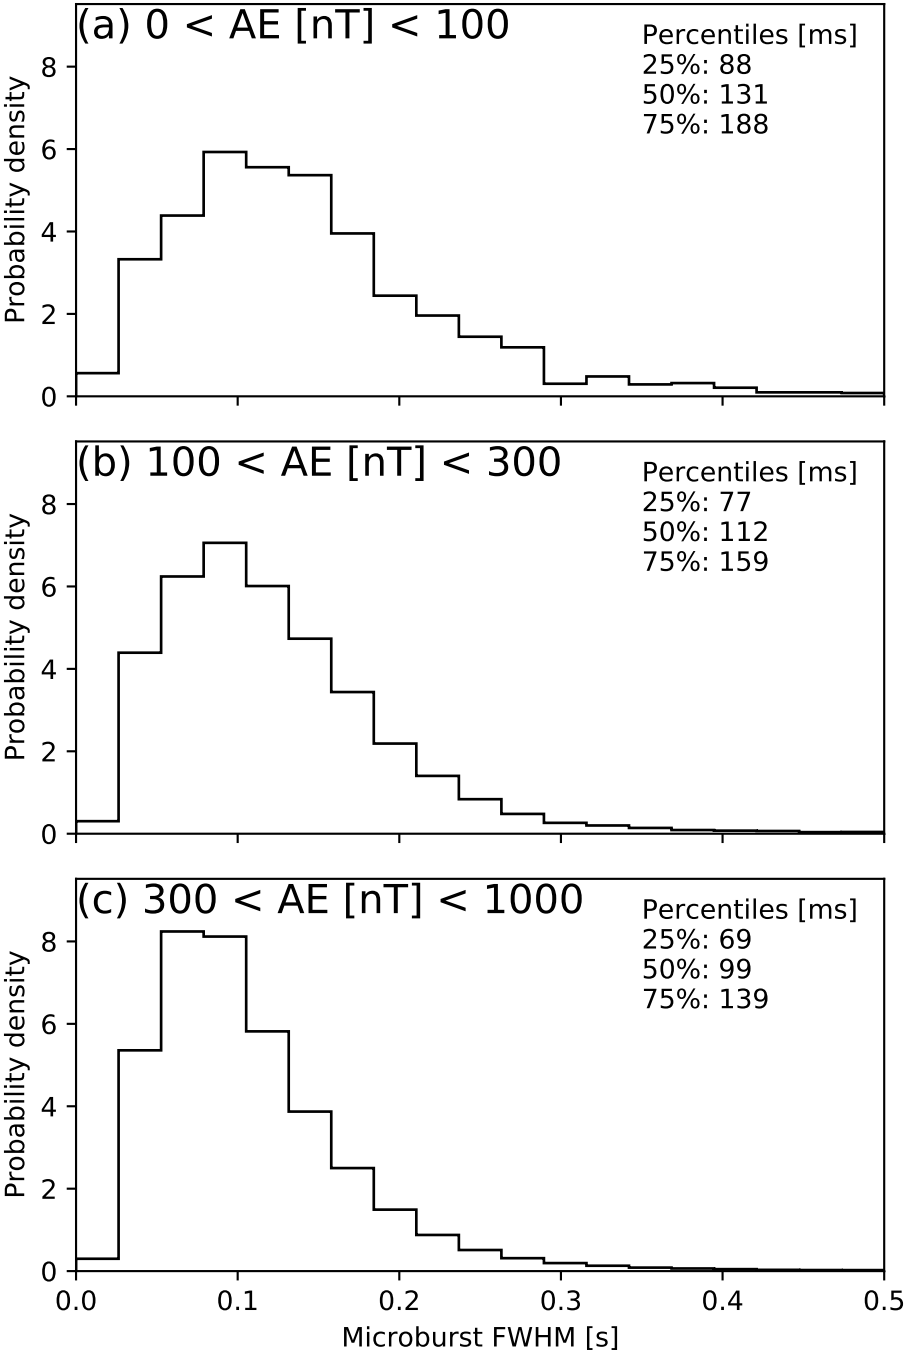 (a) 0 < AE [nT] < 100
Percentiles [ms]
25%: 88
50%: 131
75%: 188
Probability density
8
6
4
2
0
(b) 100 < AE [nT] < 300
Percentiles [ms]
25%: 77
50%: 112
75%: 159
Probability density
8
6
4
2
0
(c) 300 < AE [nT] < 1000
Percentiles [ms]
25%: 69
50%: 99
75%: 139
Probability density
8
6
4
2
0
0.0 0.1 0.2 0.3 0.4 0.5
Microburst FWHM [s]